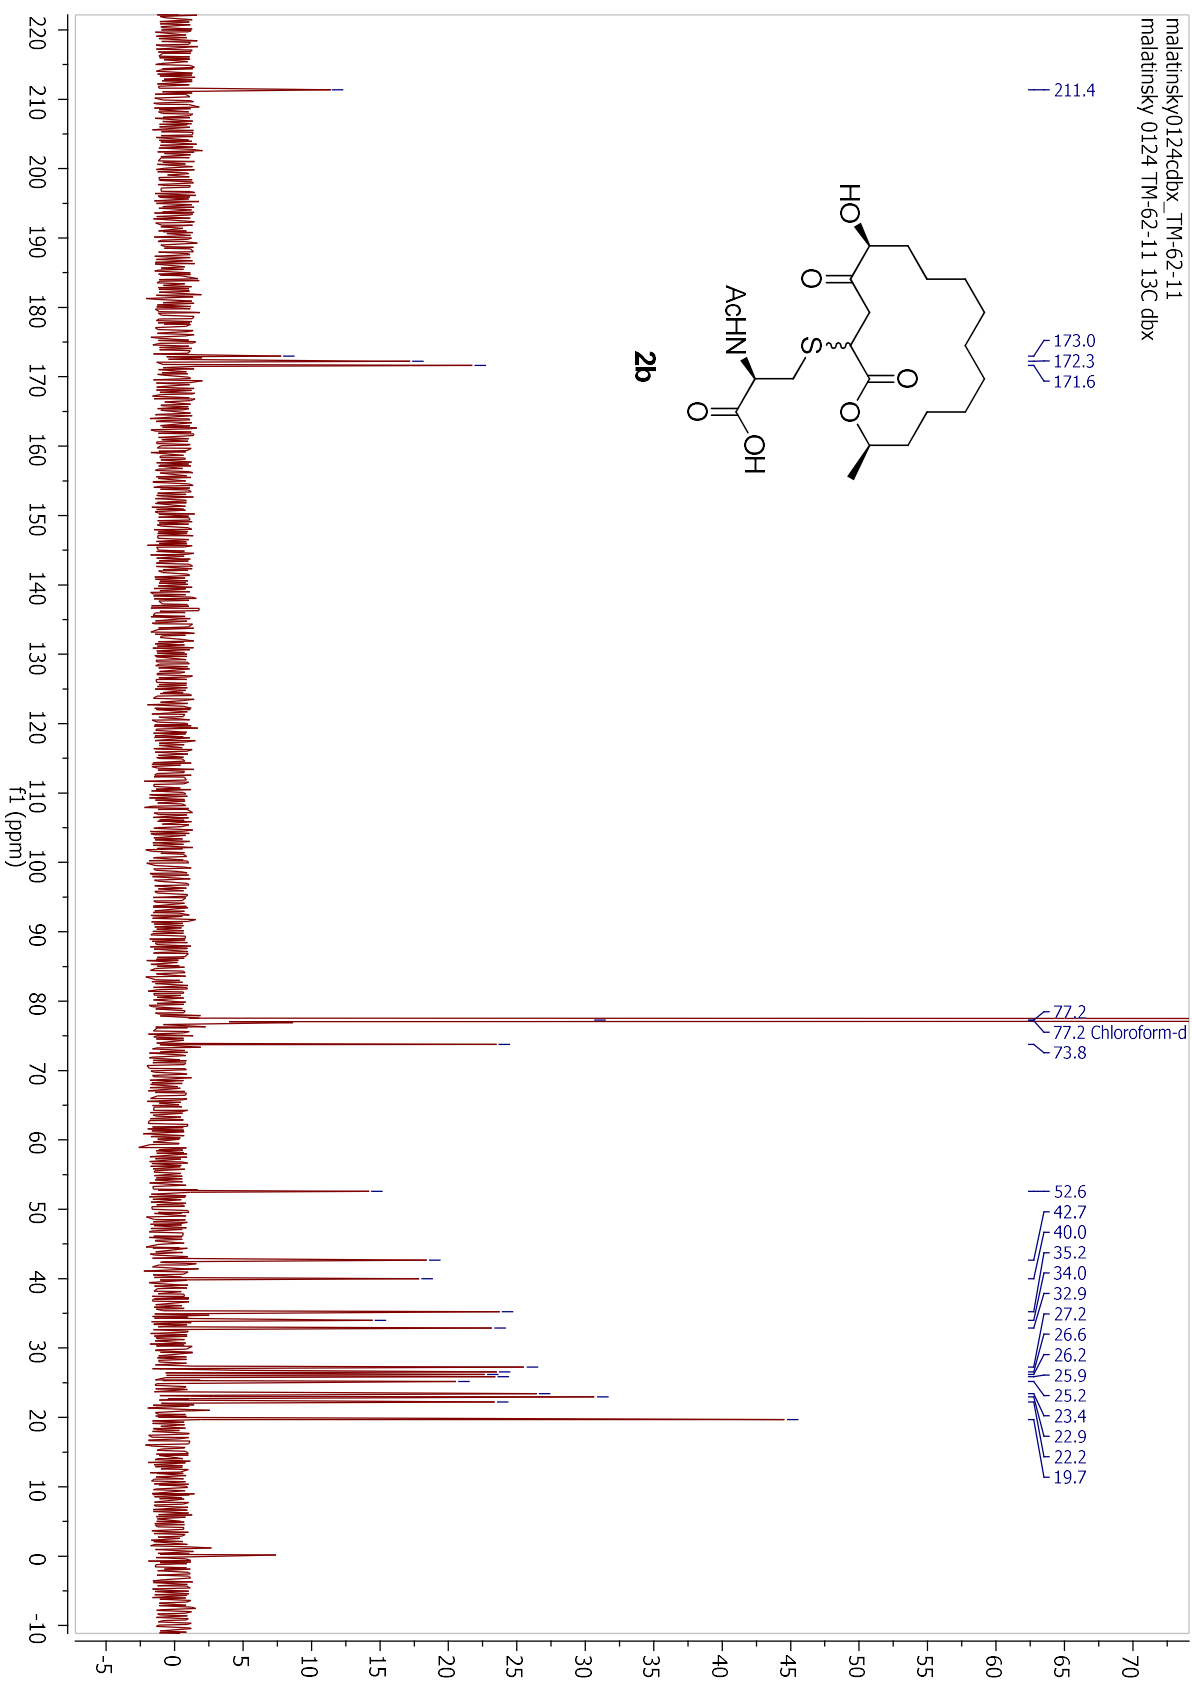 malatinsky0124cdbx_TM-62-11
malatinsky 0124 TM-62-11 13C dbx
211.4
173.0
172.3
171.6
77.2
77.2 Chloroform-d
73.8
52.6
42.7
40.0
35.2
34.0
32.9
27.2
26.6
26.2
25.9
25.2
23.4
22.9
22.2
19.7
HO
O
O
O
S
AcHN
O
OH
2b
70
65
60
55
50
45
40
35
30
25
20
15
10
5
0
-5
220 210 200 190 180 170 160 150 140 130 120 110 100 90 80 70 60 50 40 30 20 10 0 -10
f1 (ppm)